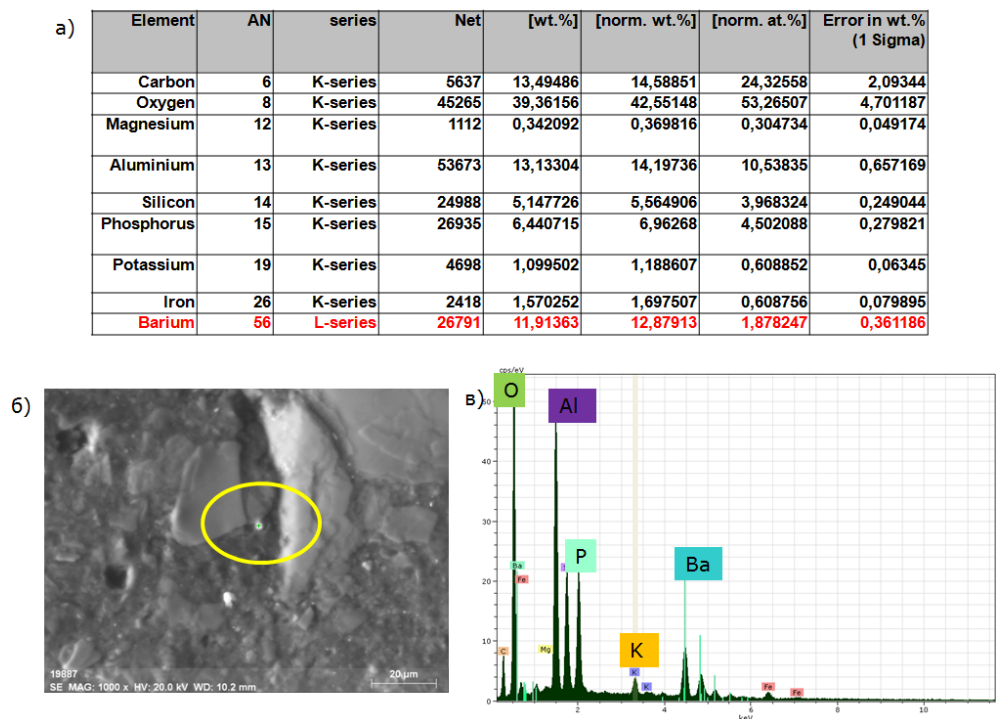 а)
Element AN series Net [wt.%] [norm. wt.%] [norm. at.%] Error in wt.%
(1 Sigma)
Carbon 6 K-series 5637 13,49486 14,58851 24,32558 2,09344
Oxygen 8 K-series 45265 39,36156 42,55148 53,26507 4,701187
Magnesium 12 K-series 1112 0,342092 0,369816 0,304734 0,049174
Aluminium 13 K-series 53673 13,13304 14,19736 10,53835 0,657169
Silicon 14 K-series 24988 5,147726 5,564906 3,968324 0,249044
Phosphorus 15 K-series 26935 6,440715 6,96268 4,502088 0,279821
Potassium 19 K-series 4698 1,099502 1,188607 0,608852 0,06345
Iron 26 K-series 2418 1,570252 1,697507 0,608756 0,079895
Barium 56 L-series 26791 11,91363 12,87913 1,878247 0,361186
б)
19887
SE MAG: 1000 x HV: 20.0 kV WD: 10.2 mm
20 µm
в)
cps/eV
O
Al
60
40
30
20
10
0
P
Ba
Ba
Fe
Mg
C
K
K
K
Fe
Fe
2 4 6 8 10
keV